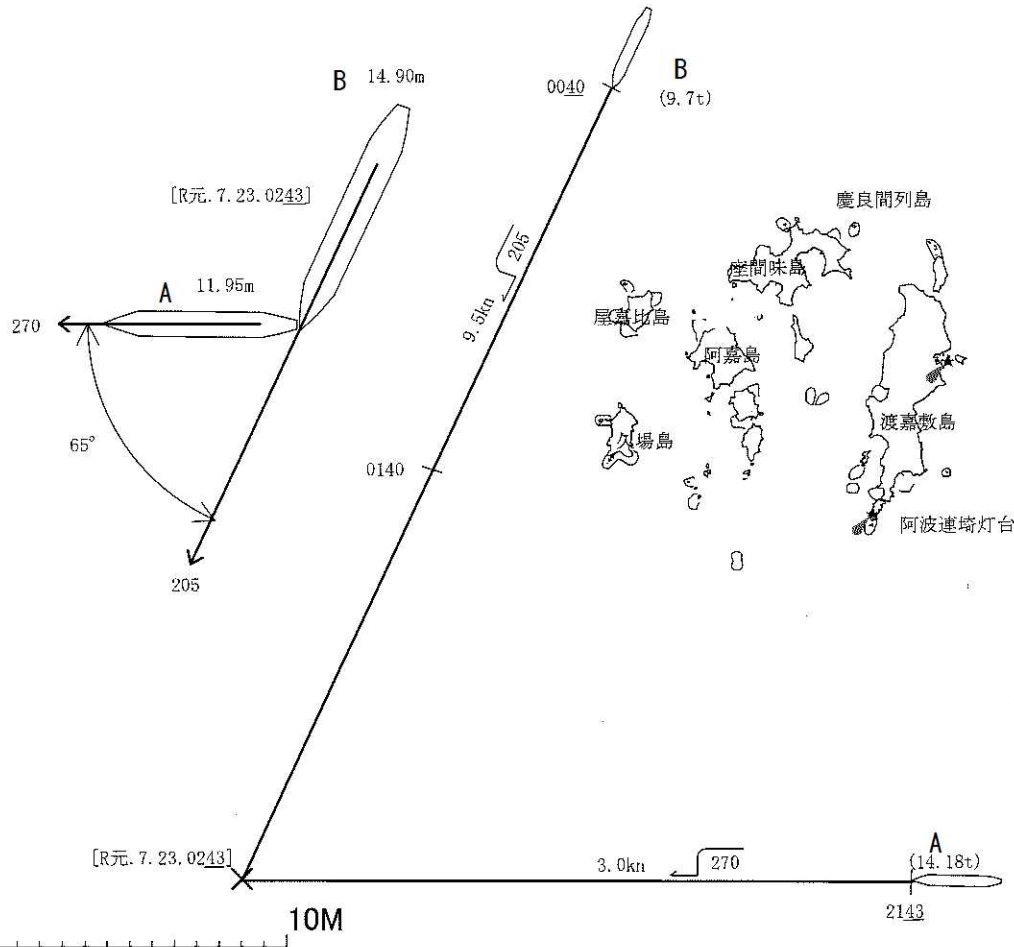 B 14.90m
[R元.7.23.0243]
A 11.95m
270
65°
205
0040
B
(9.7t)
205
9.5kn
0140
慶良間列島
座間味島
屋嘉比島
阿嘉島
久場島
渡嘉敷島
阿波連埼灯台
[R元.7.23.0243]
3.0kn
270
A
(14.18t)
2143
10M